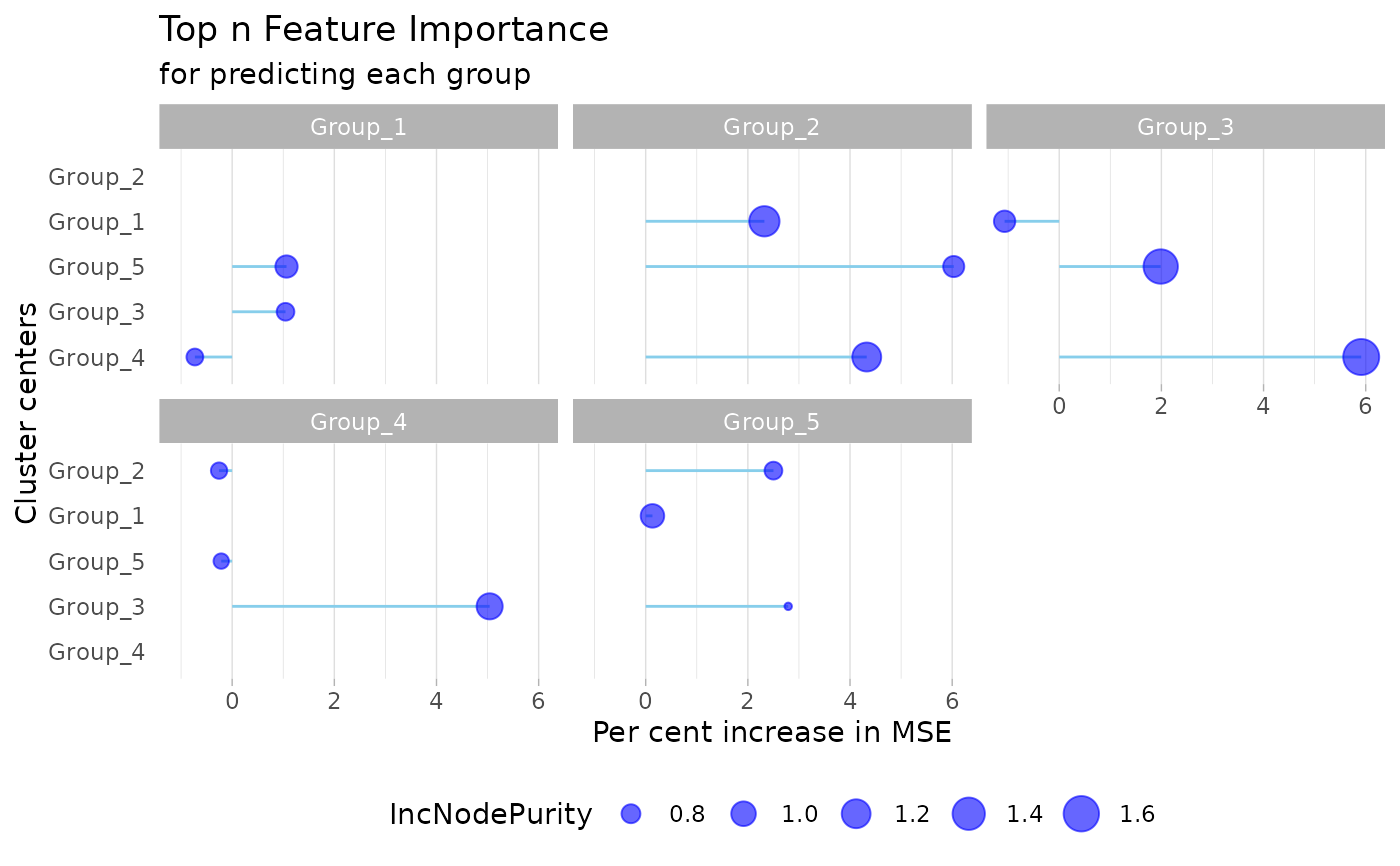 Top n Feature Importance
for predicting each group
Group_1 Group_2 Group_3
Group_2
Group_1
Group_5
Group_3
Group_4
0 2 4 6
Cluster centers
Group_4 Group_5
Group_2
Group_1
Group_5
Group_3
Group_4
0 2 4 6 0 2 4 6
Per cent increase in MSE
IncNodePurity 0.8 1.0 1.2 1.4 1.6